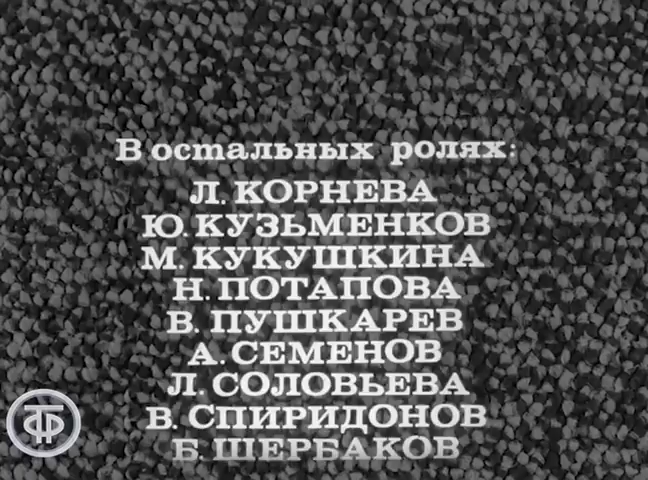 В остальных ролях:
Л. КОРНЕВА
Ю. КУЗЬМЕНКОВ
М. КУКУШКИНА
Н. ПОТАПОВА
В. ПУШКАРЕВ
А. СЕМЕНОВ
Л. СОЛОВЬЕВА
В. СПИРИДОНОВ
Б. ЩЕРБАКОВ